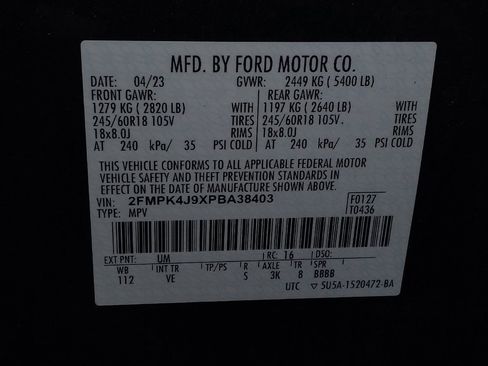 MFD. BY FORD MOTOR CO.
DATE: 04/23 GVWR: 2449 KG (5400 LB)
FRONT GAWR: REAR GAWR:
1279 KG (2820 LB) WITH 1197 KG (2640 LB) WITH
245/60R18 105V TIRES 245/60R18 105V. TIRES
18x8.0J RIMS 18x8.0J RIMS
AT 240 kPa/ 35 PSI COLD AT 240 kPa/ 35 PSI COLD
THIS VEHICLE CONFORMS TO ALL APPLICABLE FEDERAL MOTOR
VEHICLE SAFETY AND THEFT PREVENTION STANDARDS IN
EFFECT ON THE DATE OF MANUFACTURE SHOWN ABOVE.
VIN: 2FMPK4J9XPBA38403 F0127
TYPE: MPV T0436
EXT PNT: UM RC: 16 DSO:
WB INT TR TP/PS R AXLE TR SPR
112 VE S 3K 8 BBBB
UTC ▽ 5U5A-1520472-BA